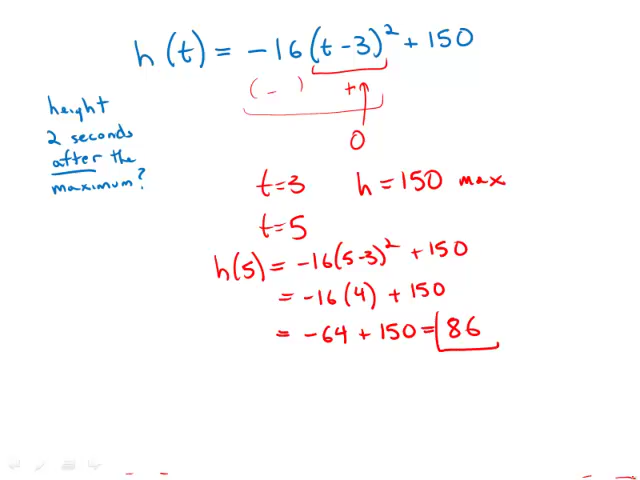 h(t) = -16(t-3)² + 150
(-) +
0
height
2 seconds
after the
maximum?
t=3 h=150 max
t=5
h(5) = -16(5-3)² + 150
= -16(4) + 150
= -64 + 150 = 86